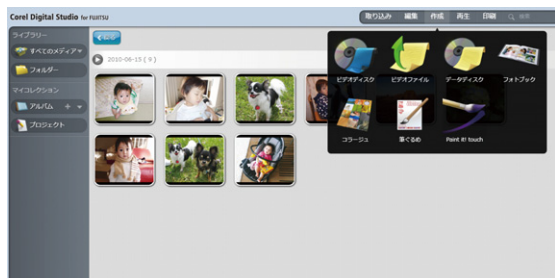 Corel Digital Studio for FUJITSU
取り込み 編集 作成 再生 印刷 検索
ライブラリー
すべてのメディア
フォルダー
マイコレクション
アルバム +
プロジェクト
2010-08-15 ( 9 )
ビデオディスク ビデオファイル データディスク フォトブック
コラージュ 筆ぐるめ Paint it! touch